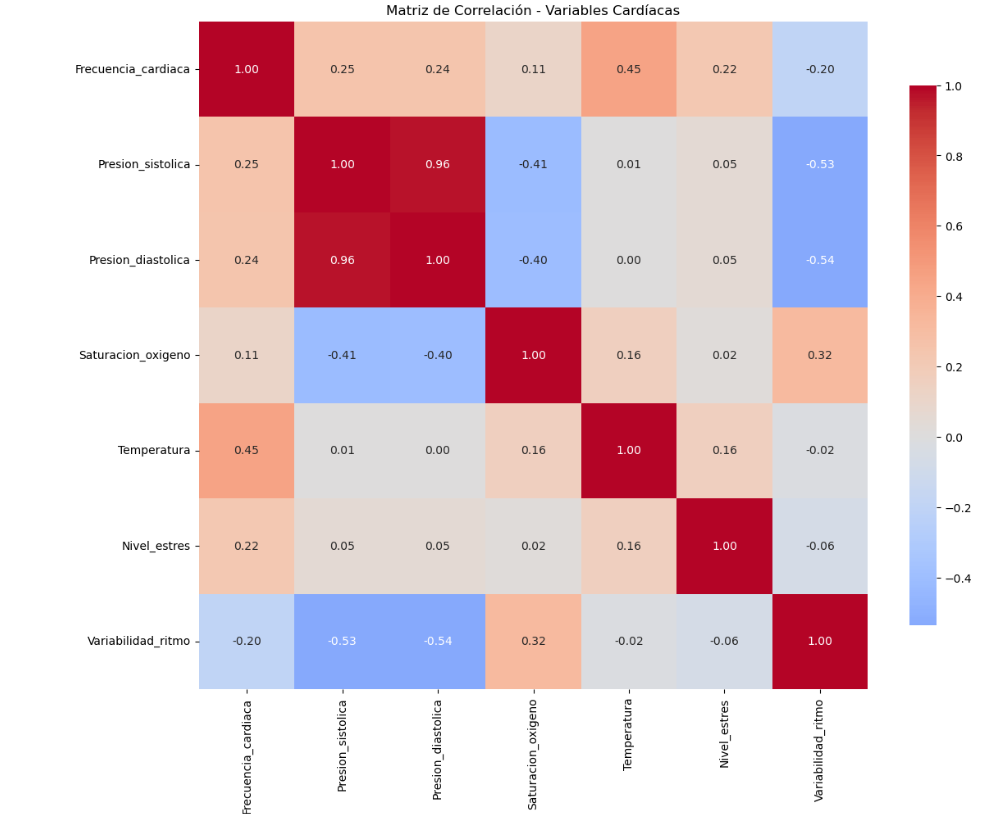 Matriz de Correlación - Variables Cardíacas
Frecuencia_cardiaca 1.00 0.25 0.24 0.11 0.45 0.22 -0.20
Presion_sistolica 0.25 1.00 0.96 -0.41 0.01 0.05 -0.53
Presion_diastolica 0.24 0.96 1.00 -0.40 0.00 0.05 -0.54
Saturacion_oxigeno 0.11 -0.41 -0.40 1.00 0.16 0.02 0.32
Temperatura 0.45 0.01 0.00 0.16 1.00 0.16 -0.02
Nivel_estres 0.22 0.05 0.05 0.02 0.16 1.00 -0.06
Variabilidad_ritmo -0.20 -0.53 -0.54 0.32 -0.02 -0.06 1.00
Frecuencia_cardiaca
Presion_sistolica
Presion_diastolica
Saturacion_oxigeno
Temperatura
Nivel_estres
Variabilidad_ritmo
1.0
0.8
0.6
0.4
0.2
0.0
−0.2
−0.4